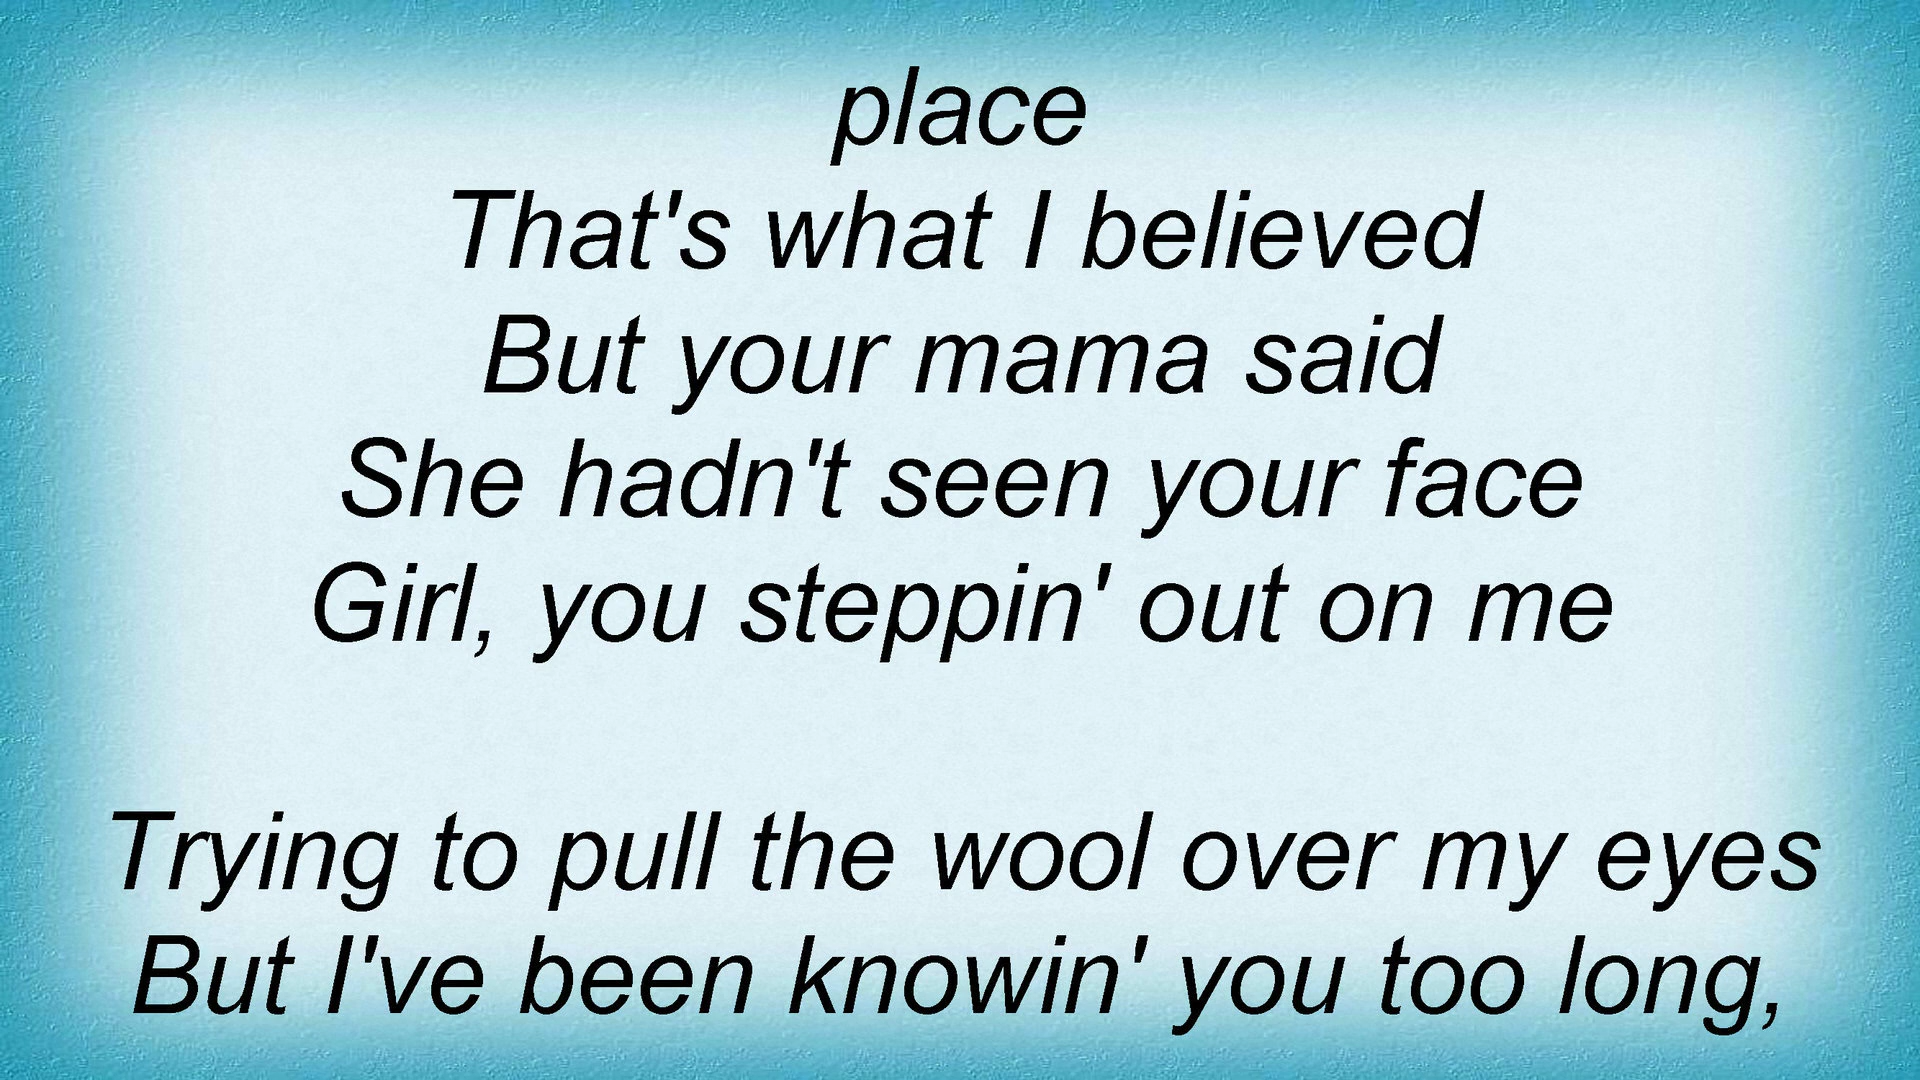 place
That's what I believed
But your mama said
She hadn't seen your face
Girl, you steppin' out on me
Trying to pull the wool over my eyes
But I've been knowin' you too long,